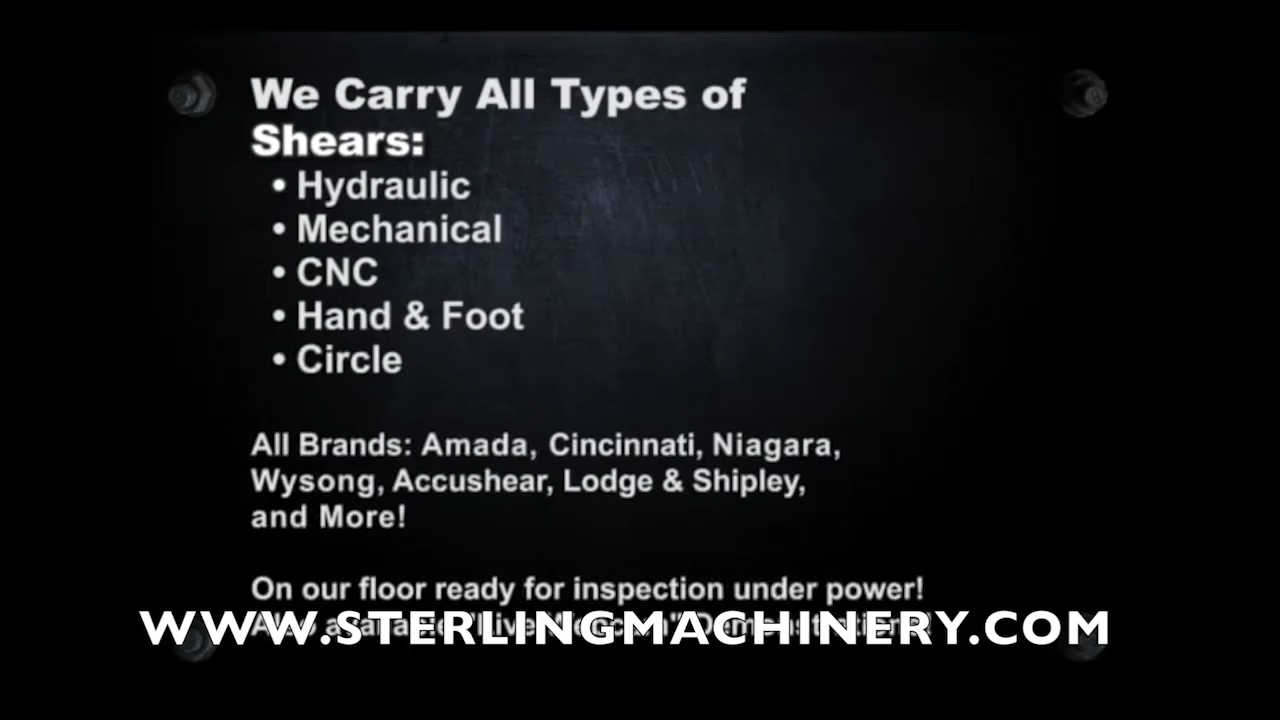 We Carry All Types of
Shears:
• Hydraulic
• Mechanical
• CNC
• Hand & Foot
• Circle
All Brands: Amada, Cincinnati, Niagara,
Wysong, Accushear, Lodge & Shipley,
and More!
On our floor ready for inspection under power!
WWW.STERLINGMACHINERY.COM